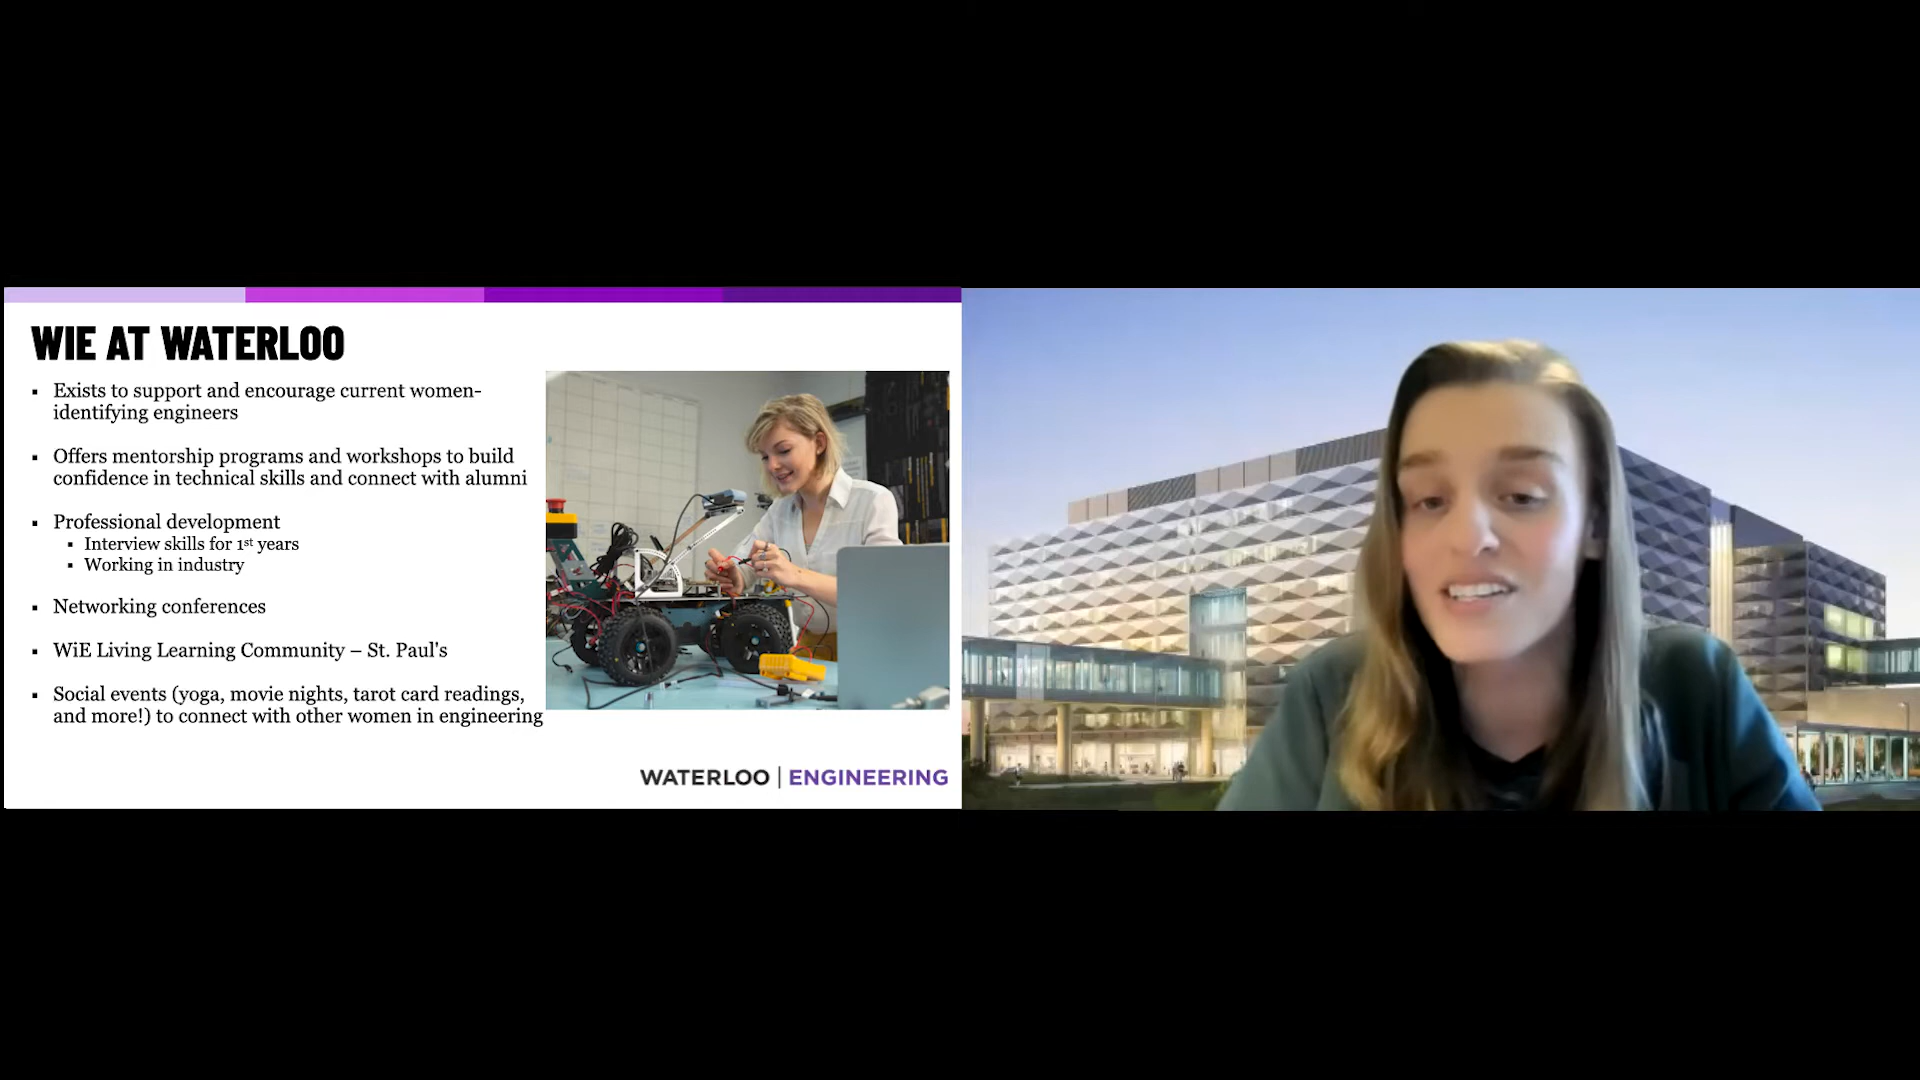 WIE AT WATERLOO
▪ Exists to support and encourage current women-
identifying engineers
▪ Offers mentorship programs and workshops to build
confidence in technical skills and connect with alumni
▪ Professional development
▪ Interview skills for 1st years
▪ Working in industry
▪ Networking conferences
▪ WiE Living Learning Community – St. Paul's
▪ Social events (yoga, movie nights, tarot card readings,
and more!) to connect with other women in engineering
WATERLOO | ENGINEERING